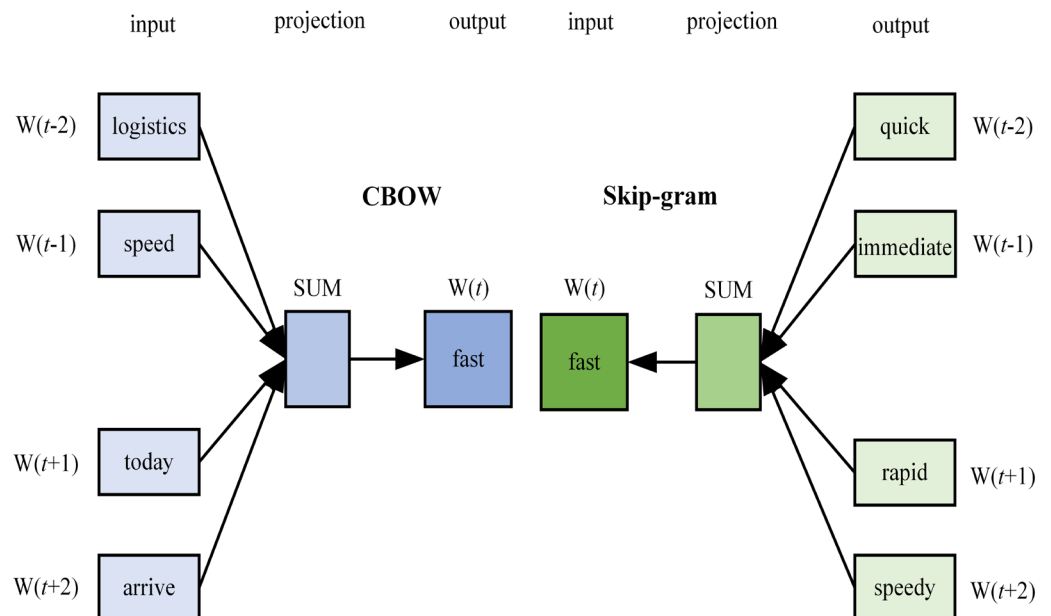 input projection output input projection output
W(t-2) logistics quick W(t-2)
CBOW Skip-gram
W(t-1) speed immediate W(t-1)
SUM W(t) W(t) SUM
fast fast
W(t+1) today rapid W(t+1)
W(t+2) arrive speedy W(t+2)